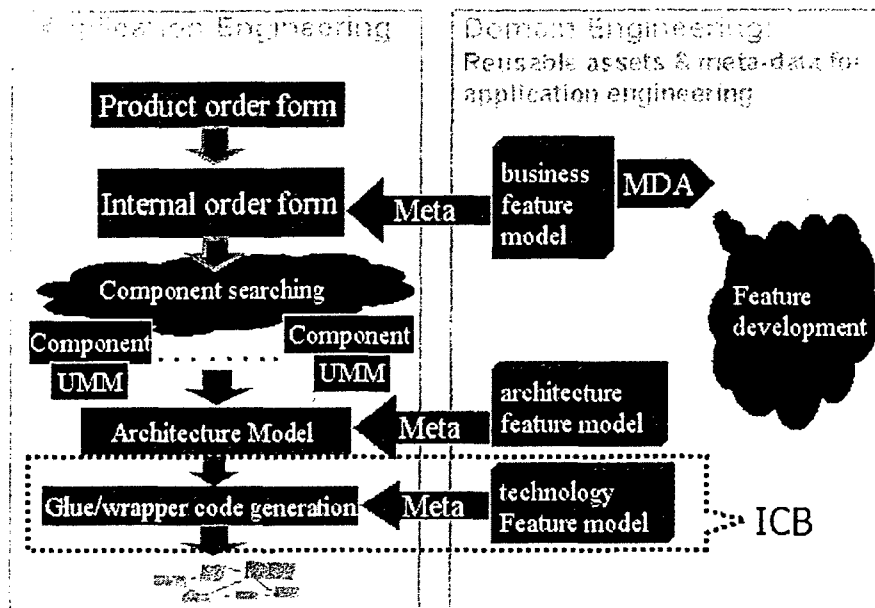 Application Engineering
Domain Engineering:
Reusable assets & meta-data for
application engineering
Product order form
Internal order form
Meta
business
feature
model
MDA
Component searching
Component
UMM
Component
UMM
Feature
development
Architecture Model
Meta
architecture
feature model
Glue/wrapper code generation
Meta
technology
Feature model
ICB